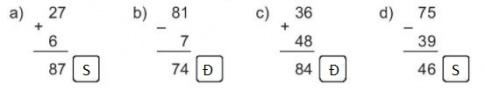 a) 27 b) 81 c) 36 d) 75
+ − + −
6 7 48 39
87 S 74 Đ 84 Đ 46 S